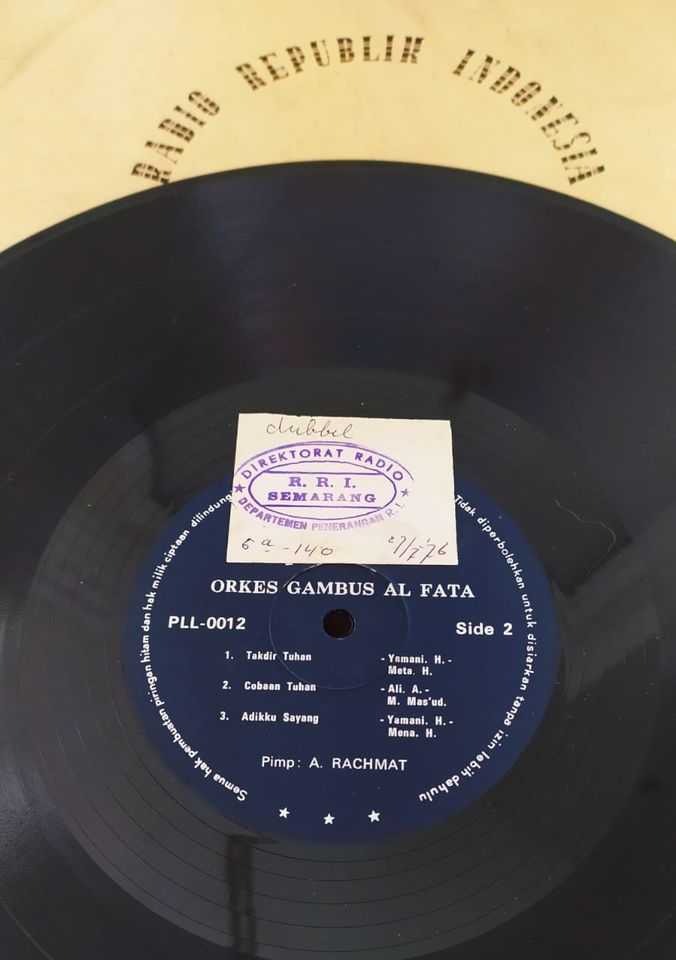 RADIO REPUBLIK INDONESIA
dubbel
DIREKTORAT RADIO
R. R. I.
SEMARANG
DEPARTEMEN PENERANGAN R.I.
6a-140 27/7'76
ORKES GAMBUS AL FATA
PLL-0012 Side 2
1. Takdir Tuhan - Ynmani. H. -
Meta. H.
2. Cobaan Tuhan - Ali. A. -
M. Mas'ud.
3. Adikku Sayang - Yamani. H. -
Mena. H.
Pimp: A. RACHMAT
Semua hak pembuatan piringan hitam dan hak milik ciptaan dilindungi
Tidak diperbolehkan untuk disiarkan tanpa izin lebih dahulu